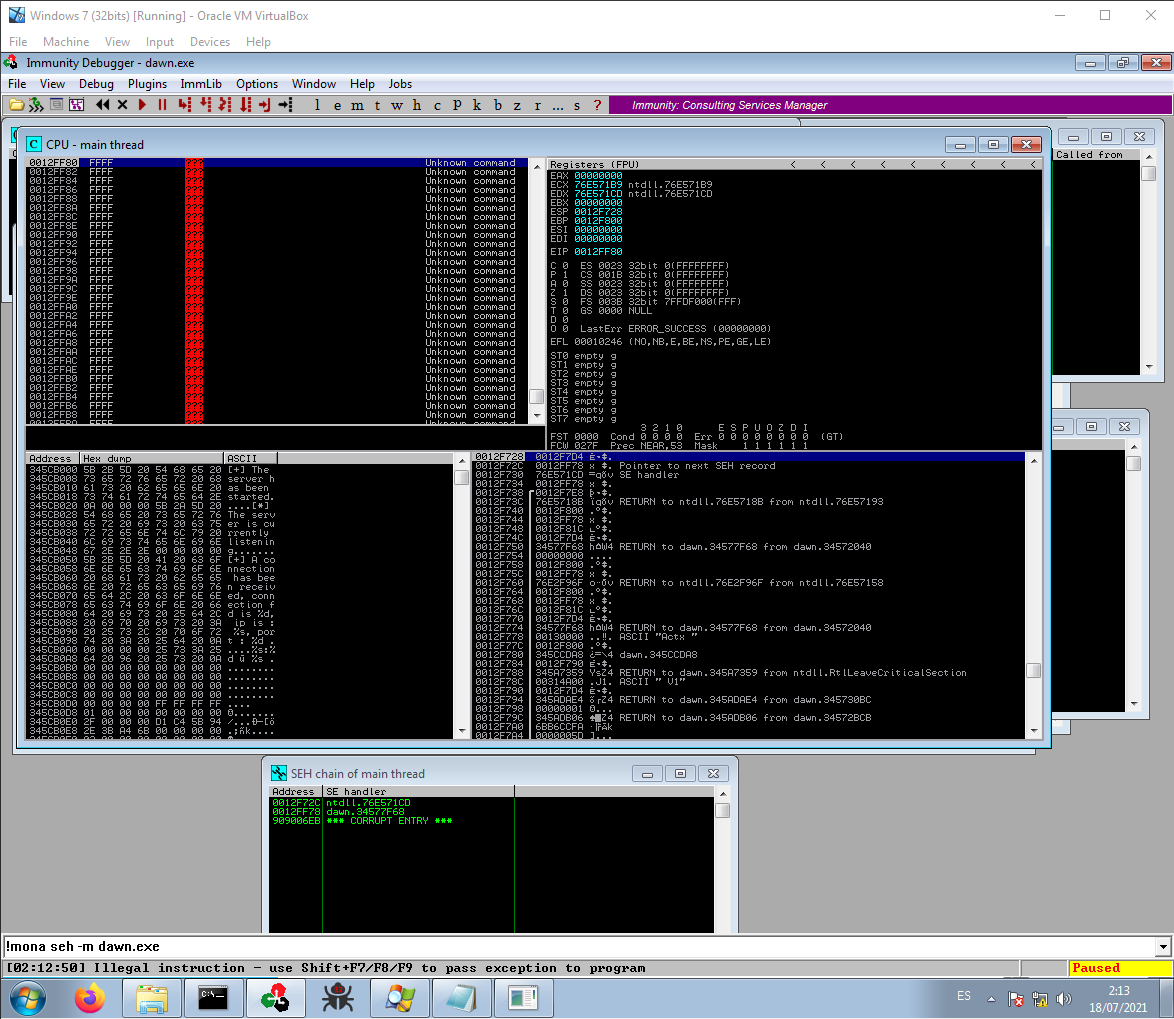 Windows 7 (32bits) [Running] - Oracle VM VirtualBox
File Machine View Input Devices Help
Immunity Debugger - dawn.exe
File View Debug Plugins ImmLib Options Window Help Jobs
l e m t w h c P k b z r ... s ?
Immunity: Consulting Services Manager
Called from
C CPU - main thread
0012FF80 FFFF ??? Unknown command
0012FF82 FFFF ??? Unknown command
0012FF84 FFFF ??? Unknown command
0012FF86 FFFF ??? Unknown command
0012FF88 FFFF ??? Unknown command
0012FF8A FFFF ??? Unknown command
0012FF8C FFFF ??? Unknown command
0012FF8E FFFF ??? Unknown command
0012FF90 FFFF ??? Unknown command
0012FF92 FFFF ??? Unknown command
0012FF94 FFFF ??? Unknown command
0012FF96 FFFF ??? Unknown command
0012FF98 FFFF ??? Unknown command
0012FF9A FFFF ??? Unknown command
0012FF9C FFFF ??? Unknown command
0012FF9E FFFF ??? Unknown command
0012FFA0 FFFF ??? Unknown command
0012FFA2 FFFF ??? Unknown command
0012FFA4 FFFF ??? Unknown command
0012FFA6 FFFF ??? Unknown command
0012FFA8 FFFF ??? Unknown command
0012FFAA FFFF ??? Unknown command
0012FFAC FFFF ??? Unknown command
0012FFAE FFFF ??? Unknown command
0012FFB0 FFFF ??? Unknown command
0012FFB2 FFFF ??? Unknown command
0012FFB4 FFFF ??? Unknown command
0012FFB6 FFFF ??? Unknown command
0012FFB8 FFFF ??? Unknown command
Registers (FPU) < < < < < < < < <
EAX 00000000
ECX 76E571B9 ntdll.76E571B9
EDX 76E571CD ntdll.76E571CD
EBX 00000000
ESP 0012F728
EBP 0012F800
ESI 00000000
EDI 00000000
EIP 0012FF80
C 0 ES 0023 32bit 0(FFFFFFFF)
P 1 CS 001B 32bit 0(FFFFFFFF)
A 0 SS 0023 32bit 0(FFFFFFFF)
Z 1 DS 0023 32bit 0(FFFFFFFF)
S 0 FS 003B 32bit 7FFDF000(FFF)
T 0 GS 0000 NULL
D 0
O 0 LastErr ERROR_SUCCESS (00000000)
EFL 00010246 (NO,NB,E,BE,NS,PE,GE,LE)
ST0 empty g
ST1 empty g
ST2 empty g
ST3 empty g
ST4 empty g
ST5 empty g
ST6 empty g
ST7 empty g
3 2 1 0 E S P U O Z D I
FST 0000 Cond 0 0 0 0 Err 0 0 0 0 0 0 0 0 (GT)
FCW 027F Prec NEAR,53 Mask 1 1 1 1 1 1
Address Hex dump ASCII
345CB000 5B 2B 5D 20 54 68 65 20 [+] The
345CB008 73 65 72 76 65 72 20 68 server h
345CB010 61 73 20 62 65 65 6E 20 as been
345CB018 73 74 61 72 74 65 64 2E started.
345CB020 0A 00 00 00 5B 2A 5D 20 ....[*]
345CB028 54 68 65 20 73 65 72 76 The serv
345CB030 65 72 20 69 73 20 63 75 er is cu
345CB038 72 72 65 6E 74 6C 79 20 rrently
345CB040 6C 69 73 74 65 6E 69 6E listenin
345CB048 67 2E 2E 2E 00 00 00 00 g.......
345CB050 5B 2B 5D 20 41 20 63 6F [+] A co
345CB058 6E 6E 65 63 74 69 6F 6E nnection
345CB060 20 68 61 73 20 62 65 65 has bee
345CB068 6E 20 72 65 63 65 69 76 n receiv
345CB070 65 64 2C 20 63 6F 6E 6E ed, conn
345CB078 65 63 74 69 6F 6E 20 66 ection f
345CB080 64 20 69 73 20 25 64 2C d is %d,
345CB088 20 69 70 20 69 73 20 3A ip is :
345CB090 20 25 73 2C 20 70 6F 72 %s, por
345CB098 74 20 3A 20 25 64 20 0A t : %d .
345CB0A0 00 00 00 00 25 73 3A 25 ....%s:%
345CB0A8 64 20 96 20 25 73 20 0A d û %s .
345CB0B0 00 00 00 00 00 00 00 00 ........
345CB0B8 00 00 00 00 00 00 00 00 ........
345CB0C0 00 00 00 00 00 00 00 00 ........
345CB0C8 00 00 00 00 00 00 00 00 ........
345CB0D0 00 00 00 00 FF FF FF FF ....
345CB0D8 01 00 00 00 00 00 00 00
345CB0E0 2F 00 00 00 D1 C4 5B 94
345CB0E8 2E 3B A4 6B 00 00 00 00
0012F728 0012F7D4
0012F72C 0012FF78 Pointer to next SEH record
0012F730 76E571CD SE handler
0012F734 0012FF78
0012F738 0012F7E8
0012F73C 76E5718B RETURN to ntdll.76E5718B from ntdll.76E57193
0012F740 0012F800
0012F744 0012FF78
0012F748 0012F81C
0012F74C 0012F7D4
0012F750 34577F68 RETURN to dawn.34577F68 from dawn.34572040
0012F754 00000000 ....
0012F758 0012F800
0012F75C 0012FF78
0012F760 76E2F96F RETURN to ntdll.76E2F96F from ntdll.76E57158
0012F764 0012F800
0012F768 0012FF78
0012F76C 0012F81C
0012F770 0012F7D4
0012F774 34577F68 RETURN to dawn.34577F68 from dawn.34572040
0012F778 00130000 ASCII "Actx "
0012F77C 0012F800
0012F780 345CCDA8 dawn.345CCDA8
0012F784 0012F790
0012F788 345A7359 RETURN to dawn.345A7359 from ntdll.RtlLeaveCriticalSection
0012F78C 00314A00 .J1. ASCII " V1"
0012F790 0012F7D4
0012F794 345ADAE4 RETURN to dawn.345ADAE4 from dawn.345730BC
0012F798 00000001
0012F79C 345ADB06 RETURN to dawn.345ADB06 from dawn.34572BCB
0012F7A0 6BB6CCFA
0012F7A4 0000005D ]...
SEH chain of main thread
Address SE handler
0012F72C ntdll.76E571CD
0012FF78 dawn.34577F68
909006EB *** CORRUPT ENTRY ***
!mona seh -m dawn.exe
[02:12:50] Illegal instruction - use Shift+F7/F8/F9 to pass exception to program
Paused
ES
2:13
18/07/2021